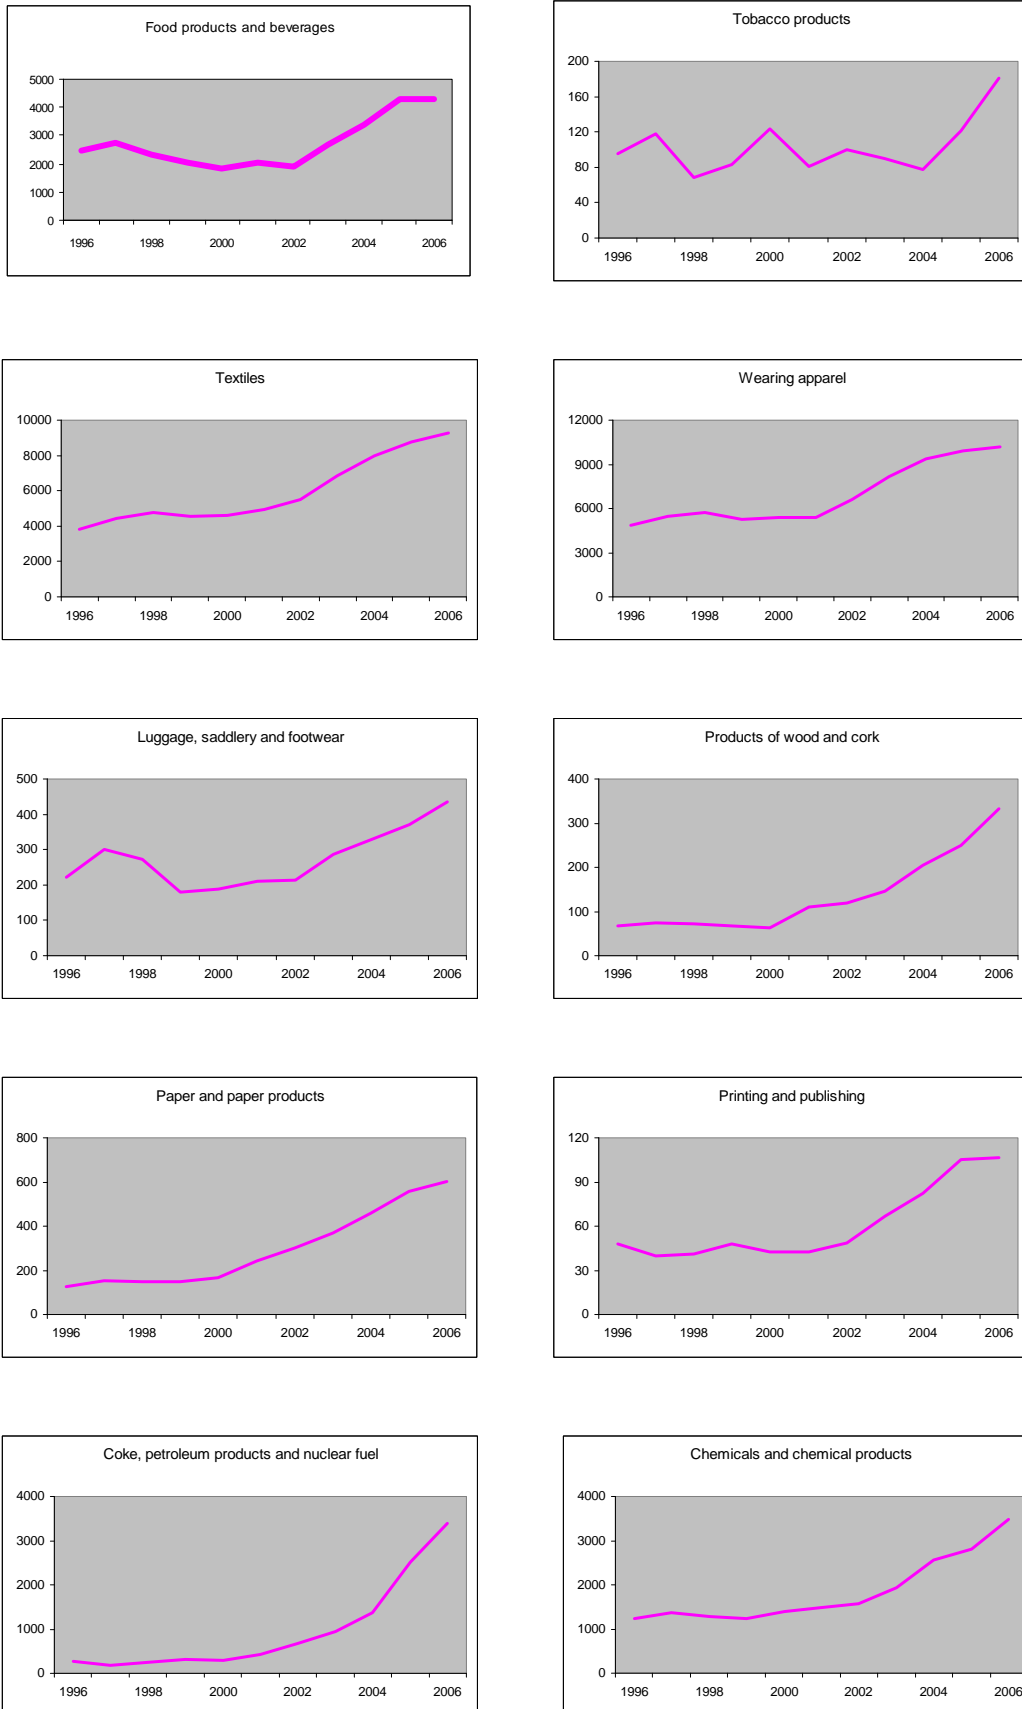 Food products and beverages
5000
4000
3000
2000
1000
0
1996 1998 2000 2002 2004 2006
Tobacco products
200
160
120
80
40
0
1996 1998 2000 2002 2004 2006
Textiles
10000
8000
6000
4000
2000
0
1996 1998 2000 2002 2004 2006
Wearing apparel
12000
9000
6000
3000
0
1996 1998 2000 2002 2004 2006
Luggage, saddlery and footwear
500
400
300
200
100
0
1996 1998 2000 2002 2004 2006
Products of wood and cork
400
300
200
100
0
1996 1998 2000 2002 2004 2006
Paper and paper products
800
600
400
200
0
1996 1998 2000 2002 2004 2006
Printing and publishing
120
90
60
30
0
1996 1998 2000 2002 2004 2006
Coke, petroleum products and nuclear fuel
4000
3000
2000
1000
0
1996 1998 2000 2002 2004 2006
Chemicals and chemical products
4000
3000
2000
1000
0
1996 1998 2000 2002 2004 2006